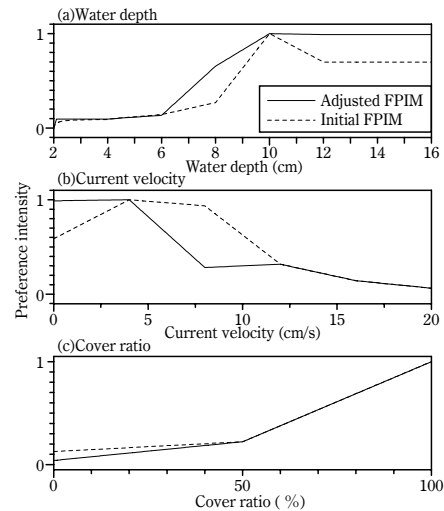 (a)Water depth
1
0
Adjusted FPIM
Initial FPIM
2 4 6 8 10 12 14 16
Water depth (cm)
Preference intensity
(b)Current velocity
1
0
0 5 10 15 20
Current velocity (cm/s)
(c)Cover ratio
1
0
0 50 100
Cover ratio ( %)